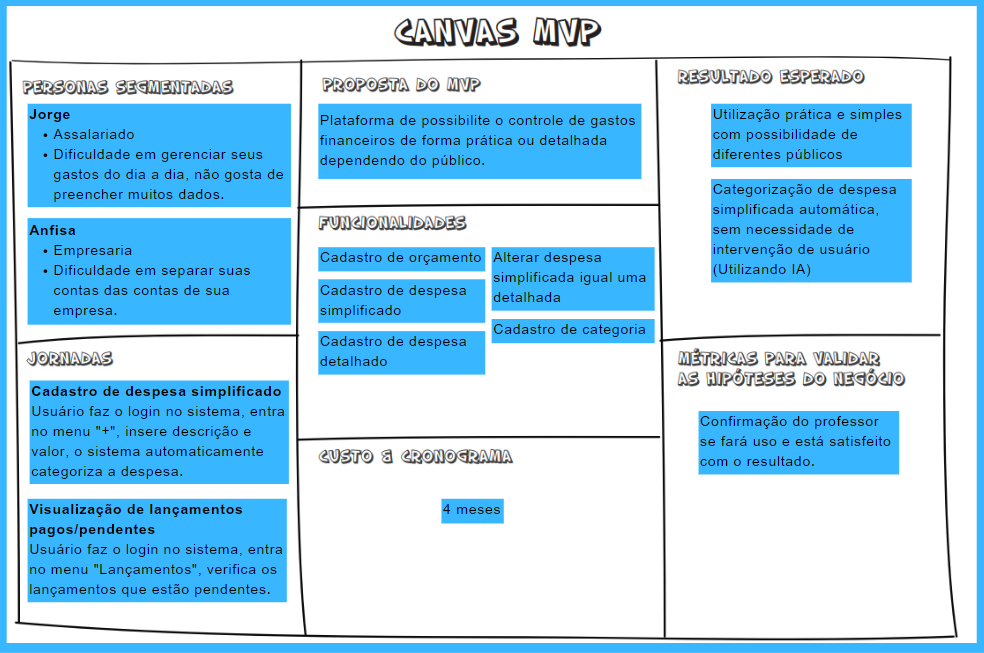 CANVAS MVP
PERSONAS SEGMENTADAS
Jorge
• Assalariado
• Dificuldade em gerenciar seus
gastos do dia a dia, não gosta de
preencher muitos dados.
Anfisa
• Empresaria
• Dificuldade em separar suas
contas das contas de sua
empresa.
JORNADAS
Cadastro de despesa simplificado
Usuário faz o login no sistema, entra
no menu "+", insere descrição e
valor, o sistema automaticamente
categoriza a despesa.
Visualização de lançamentos
pagos/pendentes
Usuário faz o login no sistema, entra
no menu "Lançamentos", verifica os
lançamentos que estão pendentes.
PROPOSTA DO MVP
Plataforma de possibilite o controle de gastos
financeiros de forma prática ou detalhada
dependendo do público.
FUNCIONALIDADES
Cadastro de orçamento
Cadastro de despesa
simplificado
Cadastro de despesa
detalhado
Alterar despesa
simplificada igual uma
detalhada
Cadastro de categoria
CUSTO & CRONOGRAMA
4 meses
RESULTADO ESPERADO
Utilização prática e simples
com possibilidade de
diferentes públicos
Categorização de despesa
simplificada automática,
sem necessidade de
intervenção de usuário
(Utilizando IA)
MÉTRICAS PARA VALIDAR
AS HIPÓTESES DO NEGÓCIO
Confirmação do professor
se fará uso e está satisfeito
com o resultado.